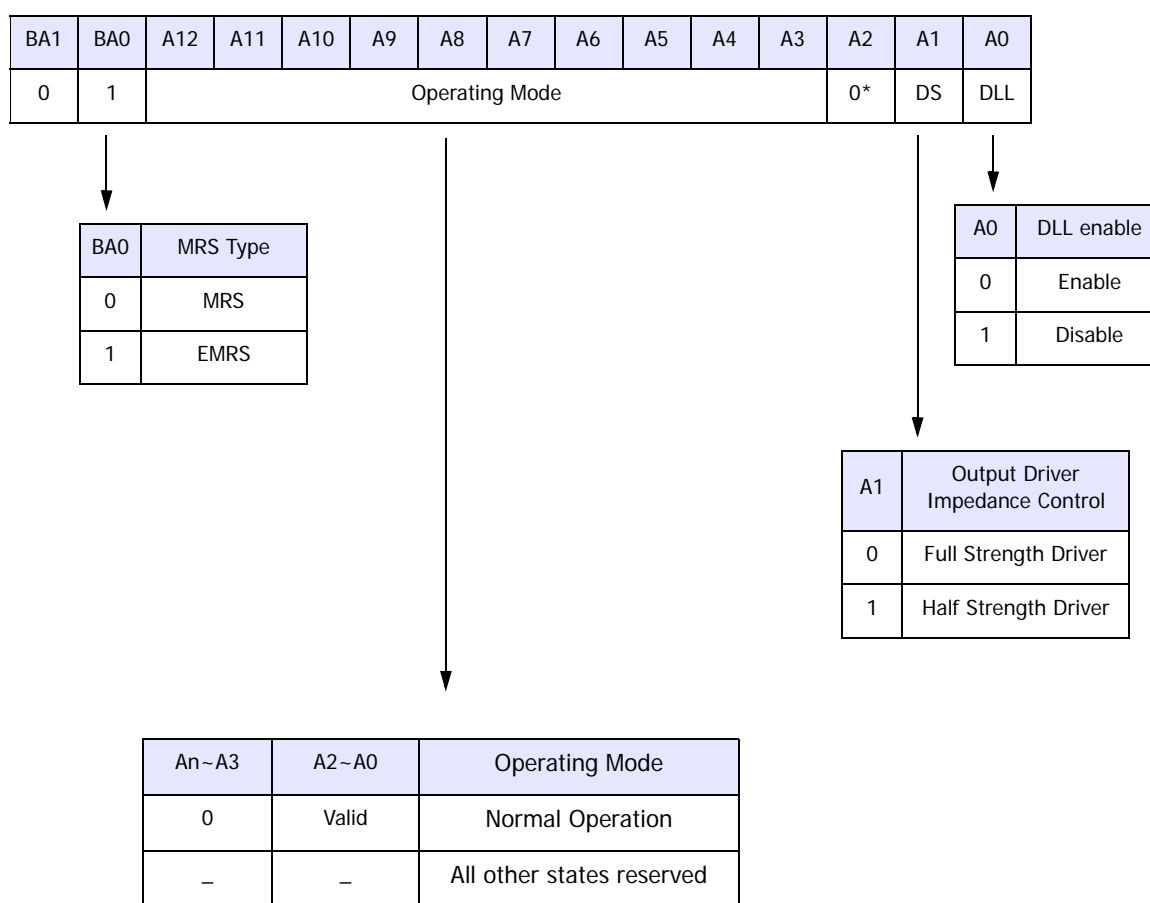 BA1 BA0 A12 A11 A10 A9 A8 A7 A6 A5 A4 A3 A2 A1 A0
0 1 Operating Mode 0* DS DLL
BA0 MRS Type
0 MRS
1 EMRS
A0 DLL enable
0 Enable
1 Disable
A1 Output Driver
Impedance Control
0 Full Strength Driver
1 Half Strength Driver
An~A3 A2~A0 Operating Mode
0 Valid Normal Operation
_ _ All other states reserved